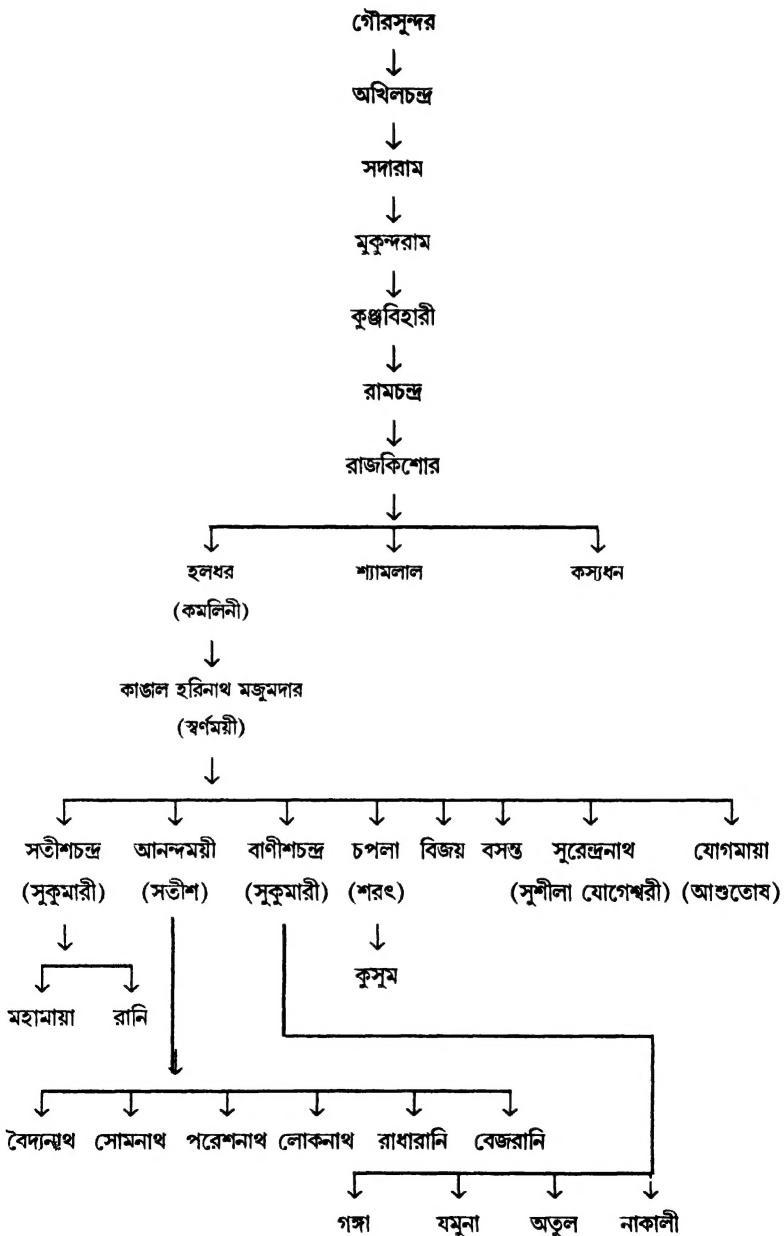 গৌরসুন্দর
অখিলচন্দ্র
সদারাম
মুকুন্দরাম
কুঞ্জবিহারী
রামচন্দ্র
রাজকিশোর
হলধর শ্যামলাল কস্যধন
(কমলিনী)
কাঙাল হরিনাথ মজুমদার
(স্বর্ণময়ী)
সতীশচন্দ্র আনন্দময়ী বাণীশচন্দ্র চপলা বিজয় বসন্ত সুরেন্দ্রনাথ যোগমায়া
(সুকুমারী) (সতীশ) (সুকুমারী) (শরৎ) (সুশীলা যোগেশ্বরী) (আশুতোষ)
কুসুম
মহামায়া রানি
বৈদ্যনাথ সোমনাথ পরেশনাথ লোকনাথ রাধারানি বেজরানি
গঙ্গা যমুনা অতুল নাকালী